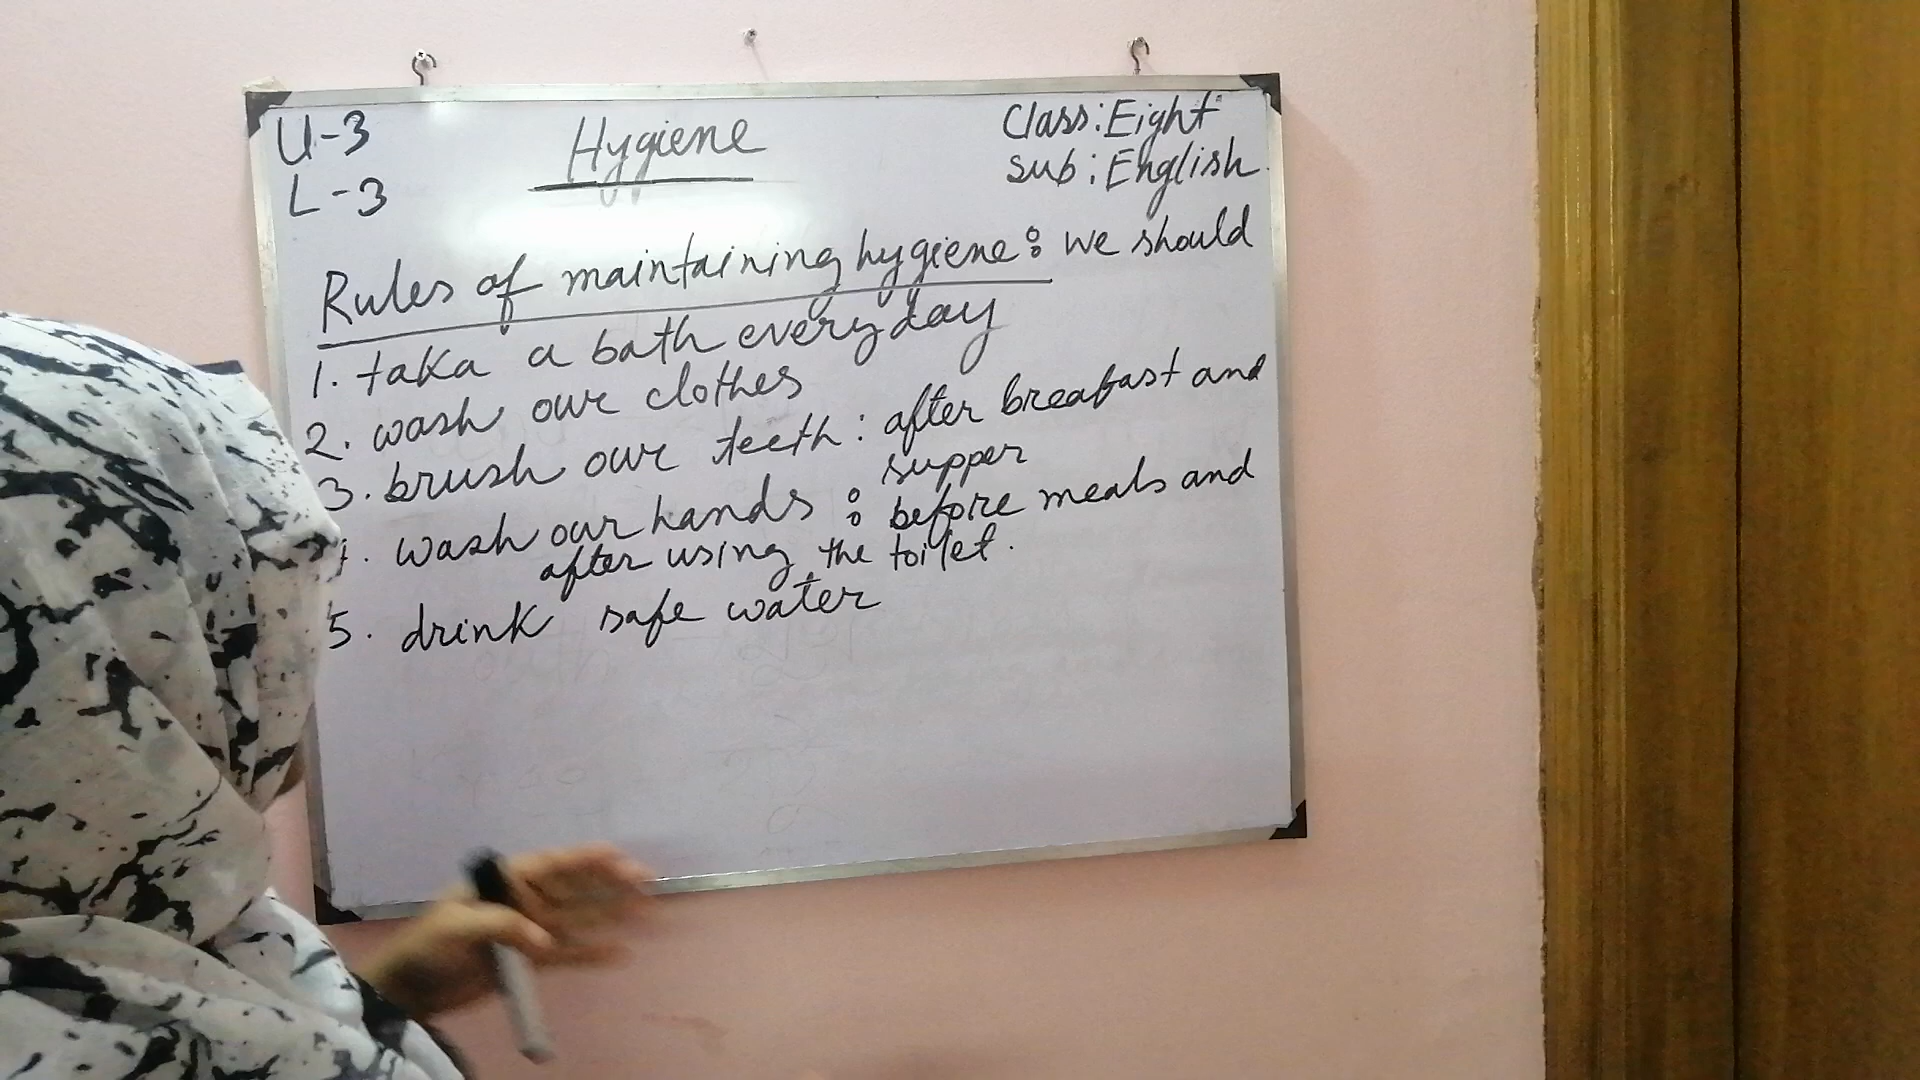 U-3
Hygiene
Class: Eight
L-3
Sub: English
Rules of maintaining hygiene: we should
1. taka a bath everyday
2. wash our clothes
3. brush our teeth: after breafast and
supper
4. wash our hands: before meals and
after using the toilet.
5. drink safe water